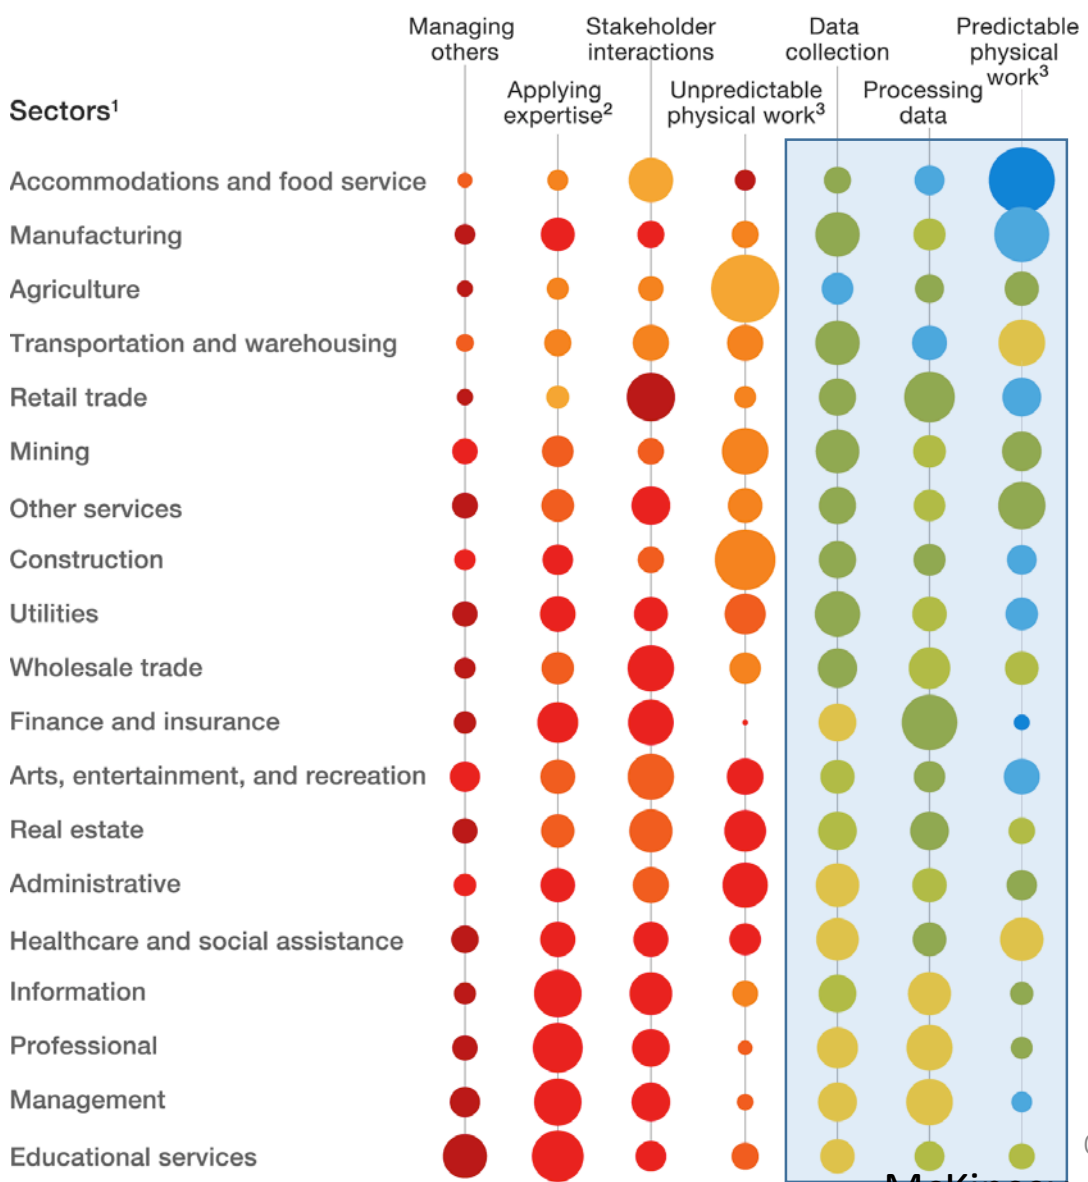 Managing
others
Stakeholder
interactions
Data
collection
Predictable
physical
work³
Applying
expertise²
Unpredictable
physical work³
Processing
data
Sectors¹
Accommodations and food service
Manufacturing
Agriculture
Transportation and warehousing
Retail trade
Mining
Other services
Construction
Utilities
Wholesale trade
Finance and insurance
Arts, entertainment, and recreation
Real estate
Administrative
Healthcare and social assistance
Information
Professional
Management
Educational services